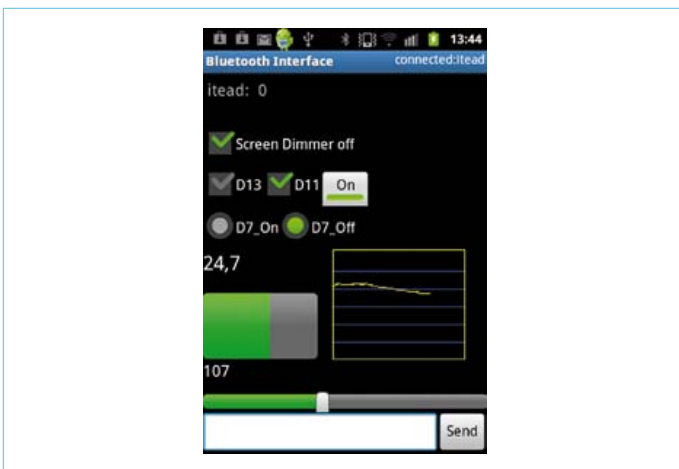 13:44
Bluetooth Interface connected:itead
itead: 0
Screen Dimmer off
D13 D11 On
D7_On D7_Off
24,7
107
Send